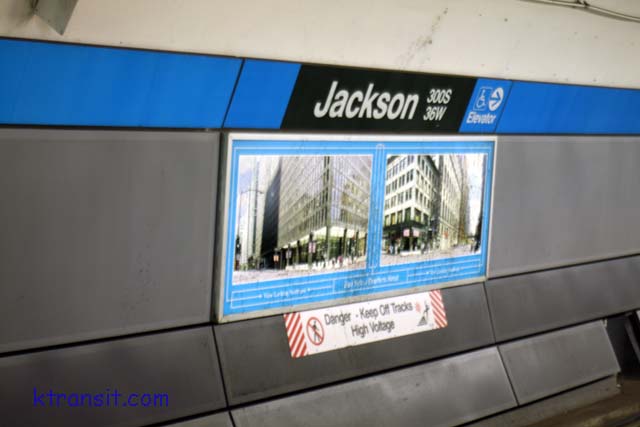 Jackson
300S
36W
Elevator
Danger - Keep Off Tracks
High Voltage
ktransit.com